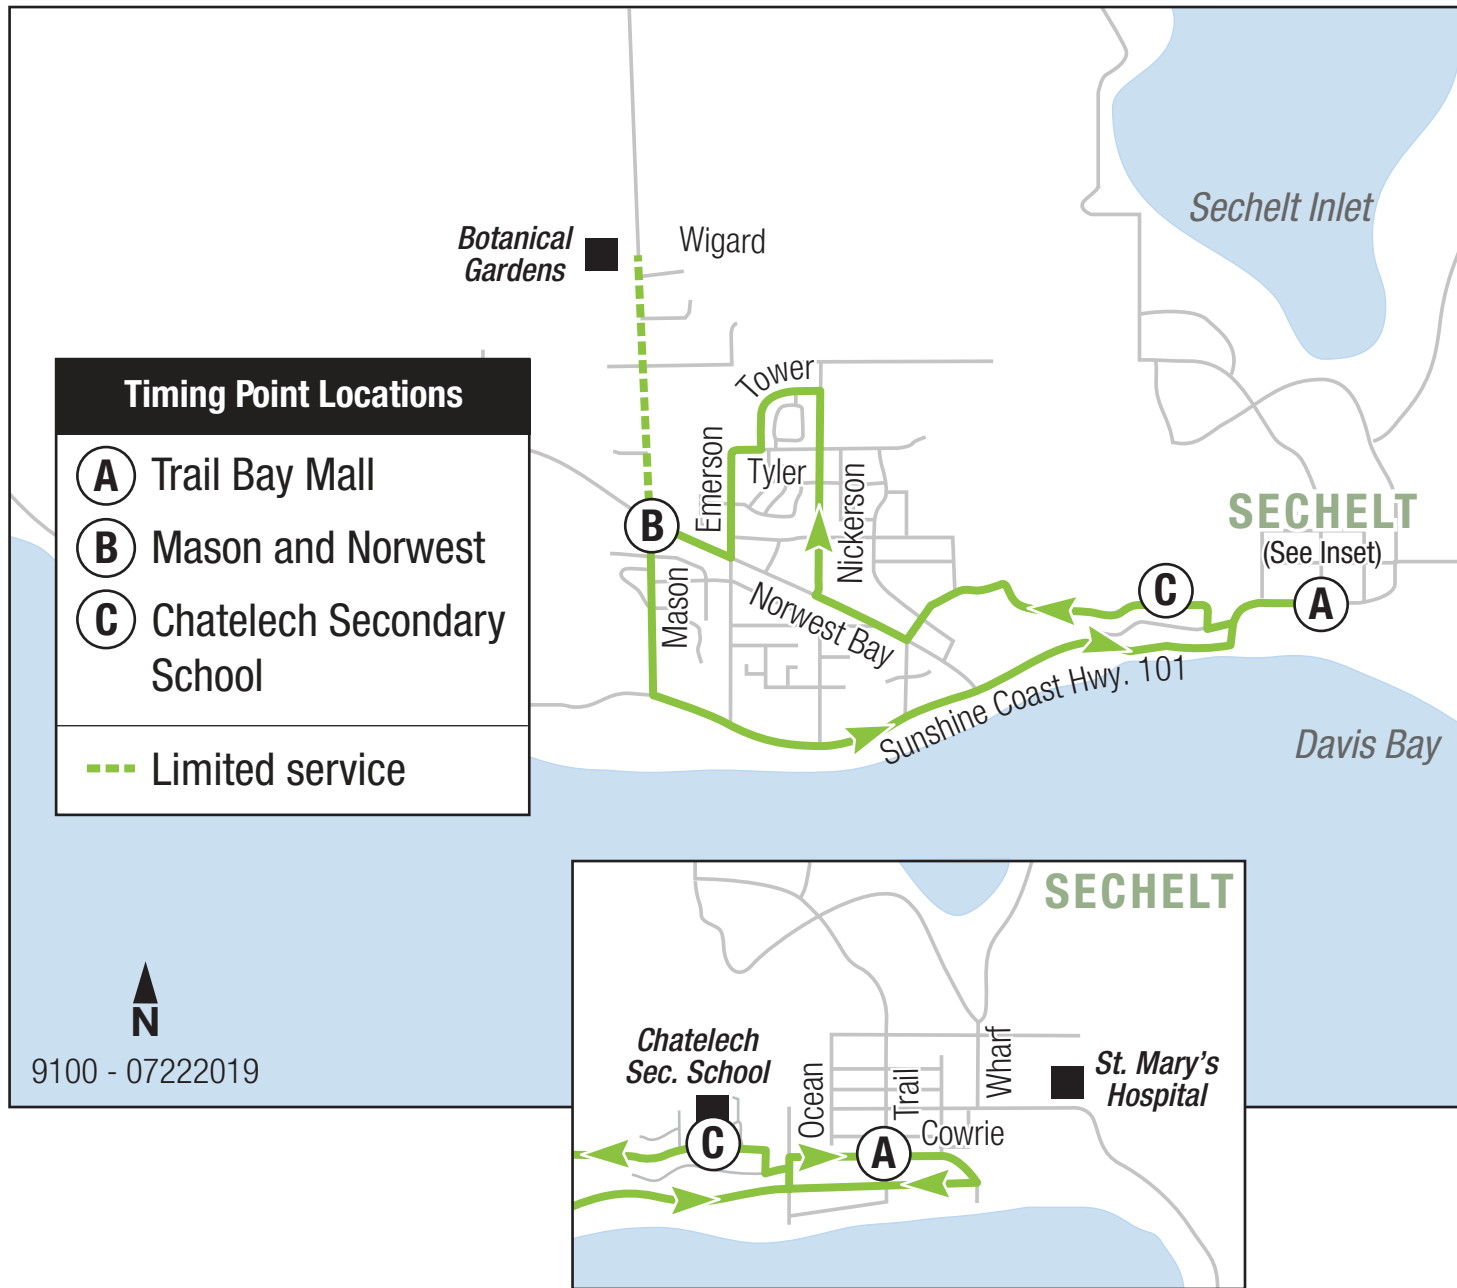 Sechelt Inlet
Botanical
Gardens
Wigard
Timing Point Locations
A Trail Bay Mall
B Mason and Norwest
C Chatelech Secondary
School
Limited service
Tower
Emerson
Tyler
Nickerson
B
Mason
Norwest Bay
SECHELT
(See Inset)
C
A
Sunshine Coast Hwy. 101
Davis Bay
N
9100 - 07222019
SECHELT
Chatelech
Sec. School
Ocean
Trail
Wharf
St. Mary's
Hospital
Cowrie
C
A